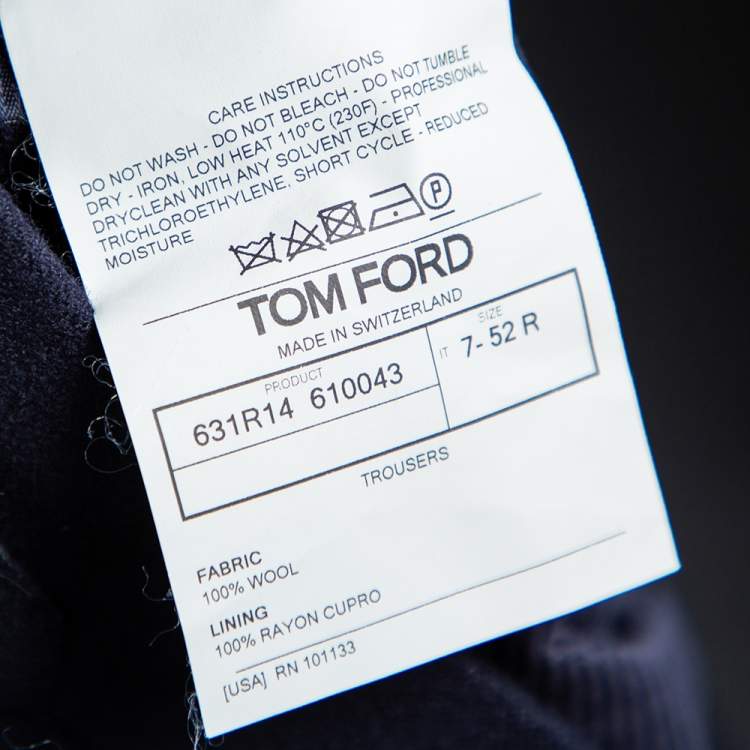 CARE INSTRUCTIONS
DO NOT WASH - DO NOT BLEACH - DO NOT TUMBLE
DRY - IRON, LOW HEAT 110°C (230F) - PROFESSIONAL
DRYCLEAN WITH ANY SOLVENT EXCEPT
TRICHLOROETHYLENE, SHORT CYCLE - REDUCED
MOISTURE
P
TOM FORD
MADE IN SWITZERLAND
PRODUCT
631R14 610043
SIZE
IT 7-52 R
TROUSERS
FABRIC
100% WOOL
LINING
100% RAYON CUPRO
[USA] RN 101133